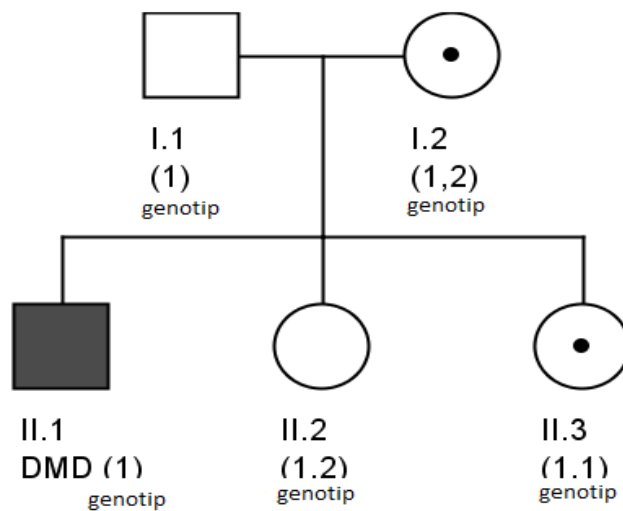 I.1 I.2
(1) (1,2)
genotip genotip
II.1 II.2 II.3
DMD (1) (1.2) (1.1)
genotip genotip genotip